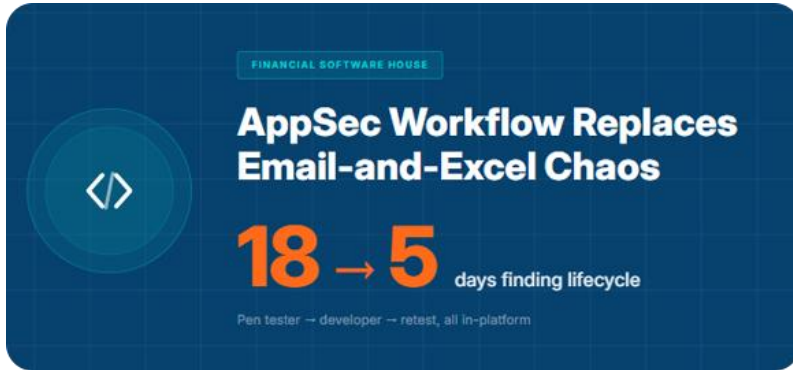 FINANCIAL SOFTWARE HOUSE
AppSec Workflow Replaces
Email-and-Excel Chaos
18 → 5 days finding lifecycle
Pen tester → developer → retest, all in-platform